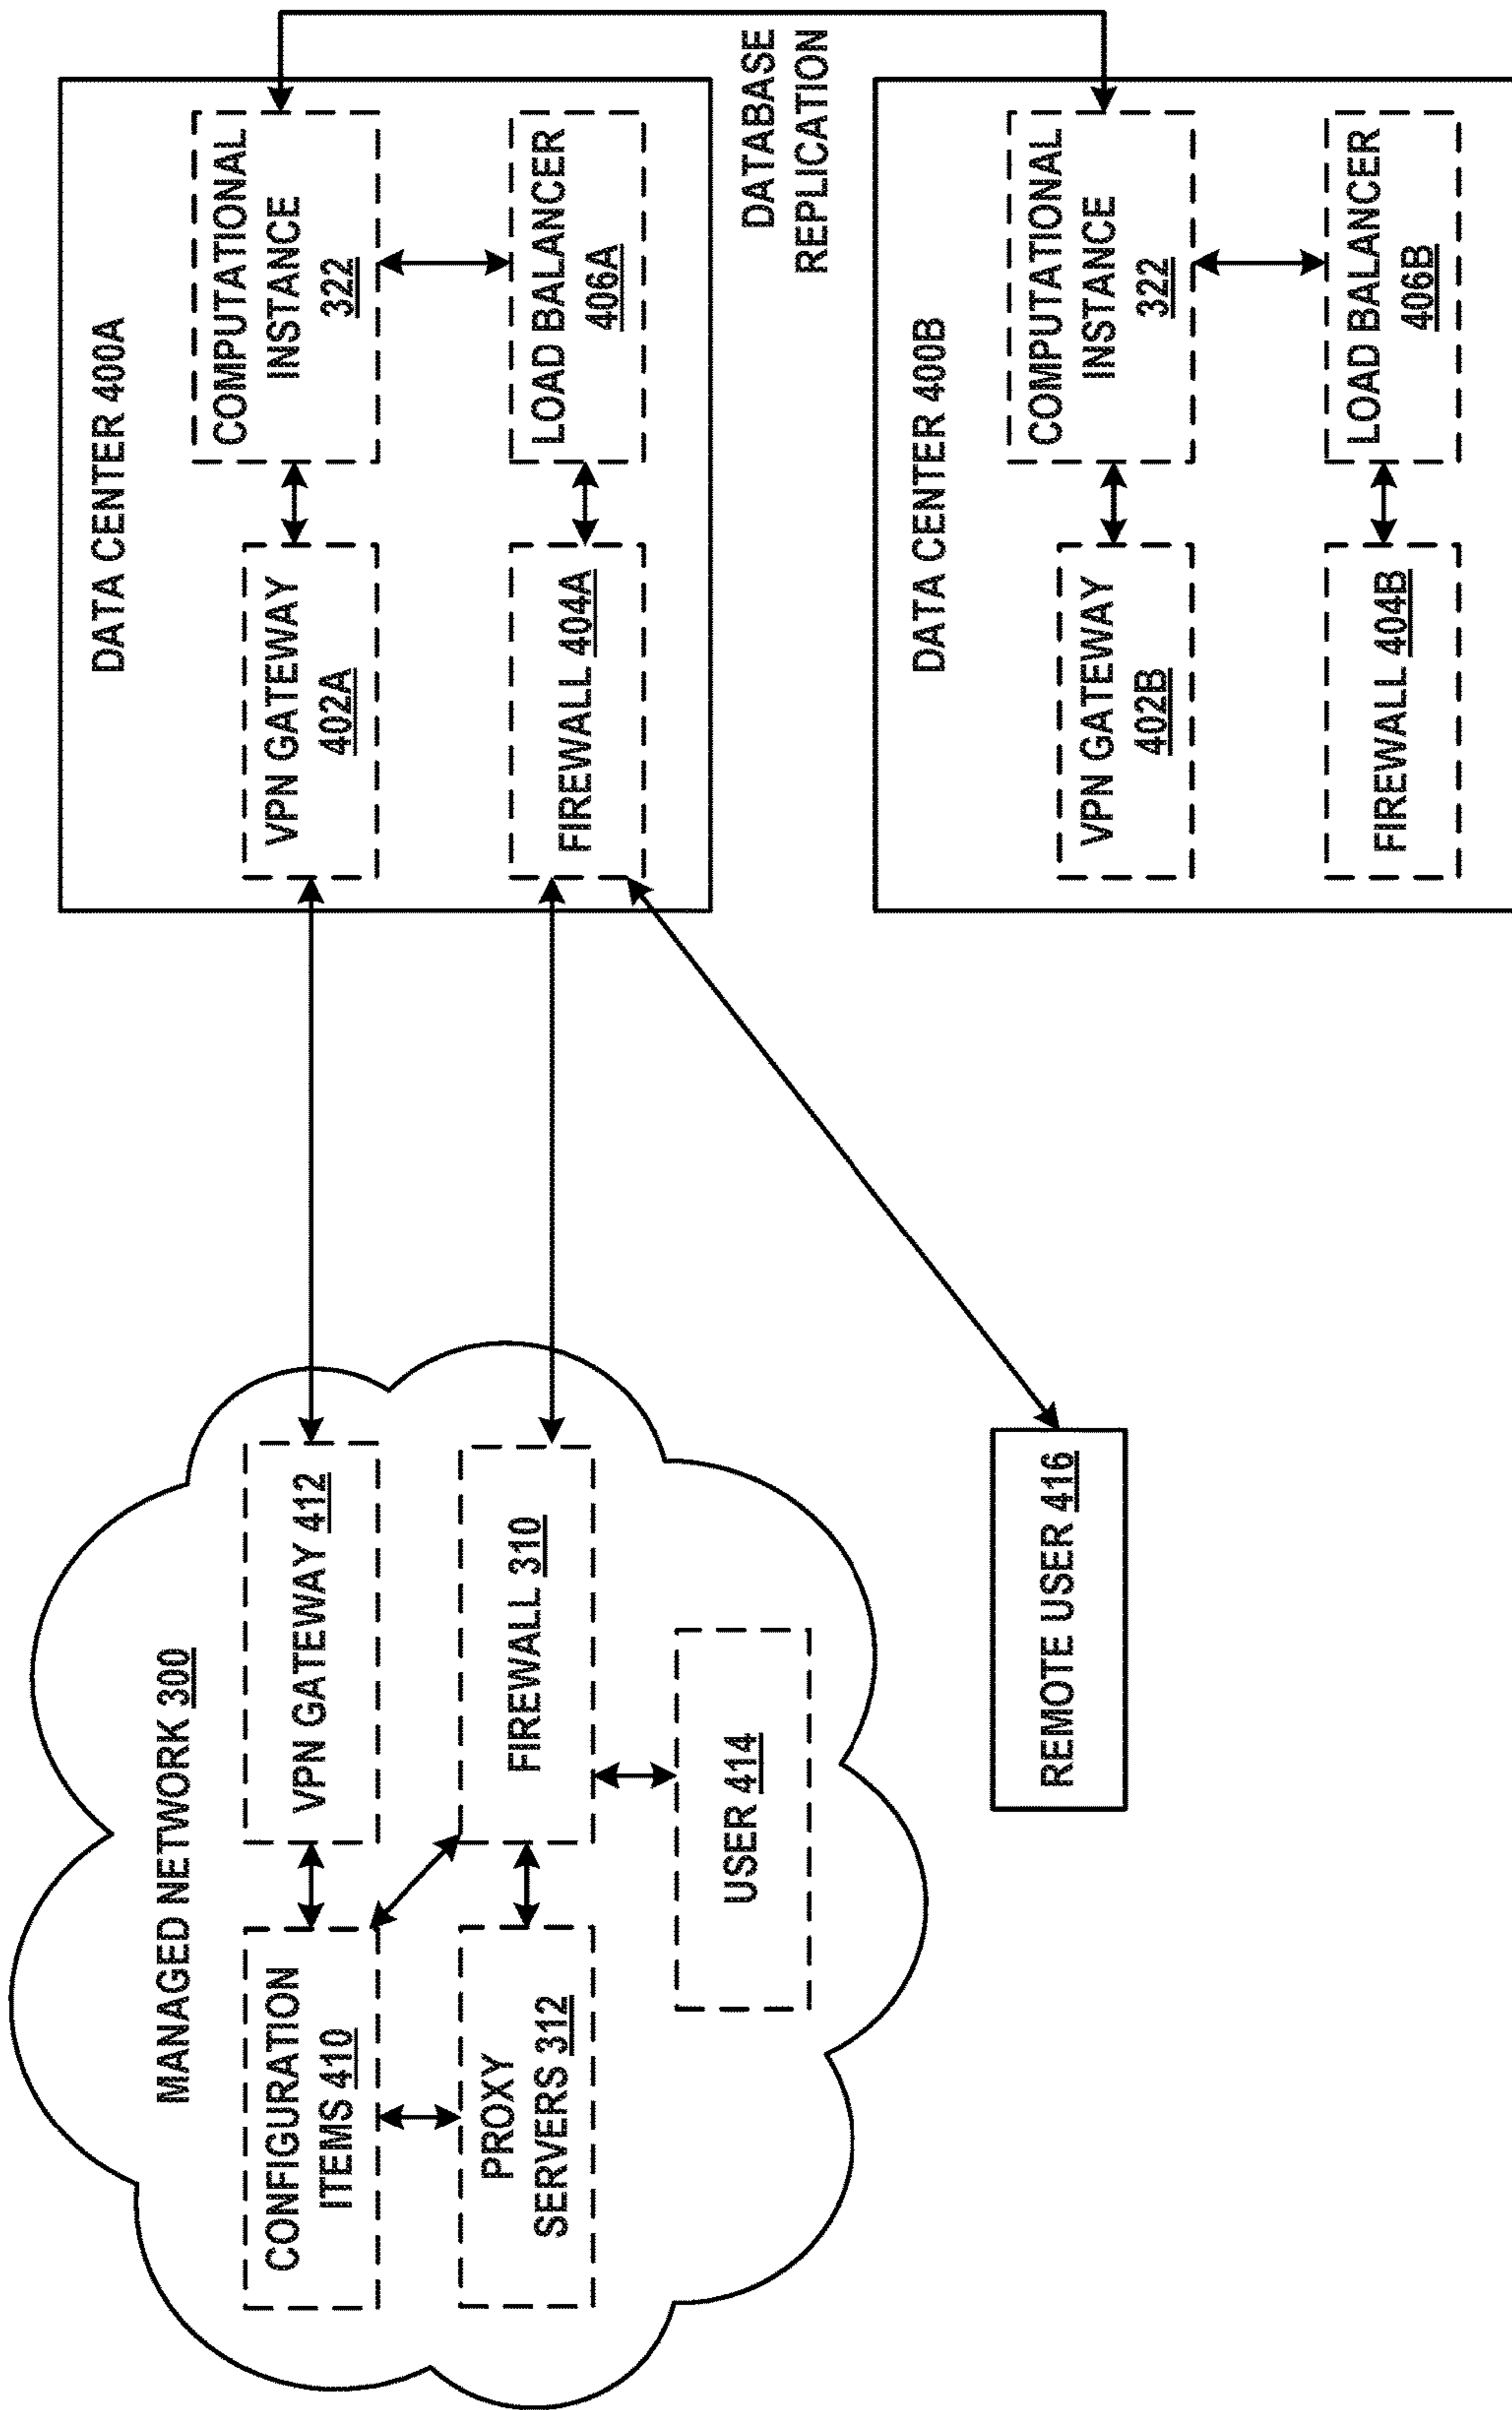 MANAGED NETWORK 300
CONFIGURATION
ITEMS 410
VPN GATEWAY 412
PROXY
SERVERS 312
FIREWALL 310
USER 414
REMOTE USER 416
DATA CENTER 400A
VPN GATEWAY
402A
COMPUTATIONAL
INSTANCE
322
FIREWALL 404A
LOAD BALANCER
406A
DATABASE
REPLICATION
DATA CENTER 400B
VPN GATEWAY
402B
COMPUTATIONAL
INSTANCE
322
FIREWALL 404B
LOAD BALANCER
406B